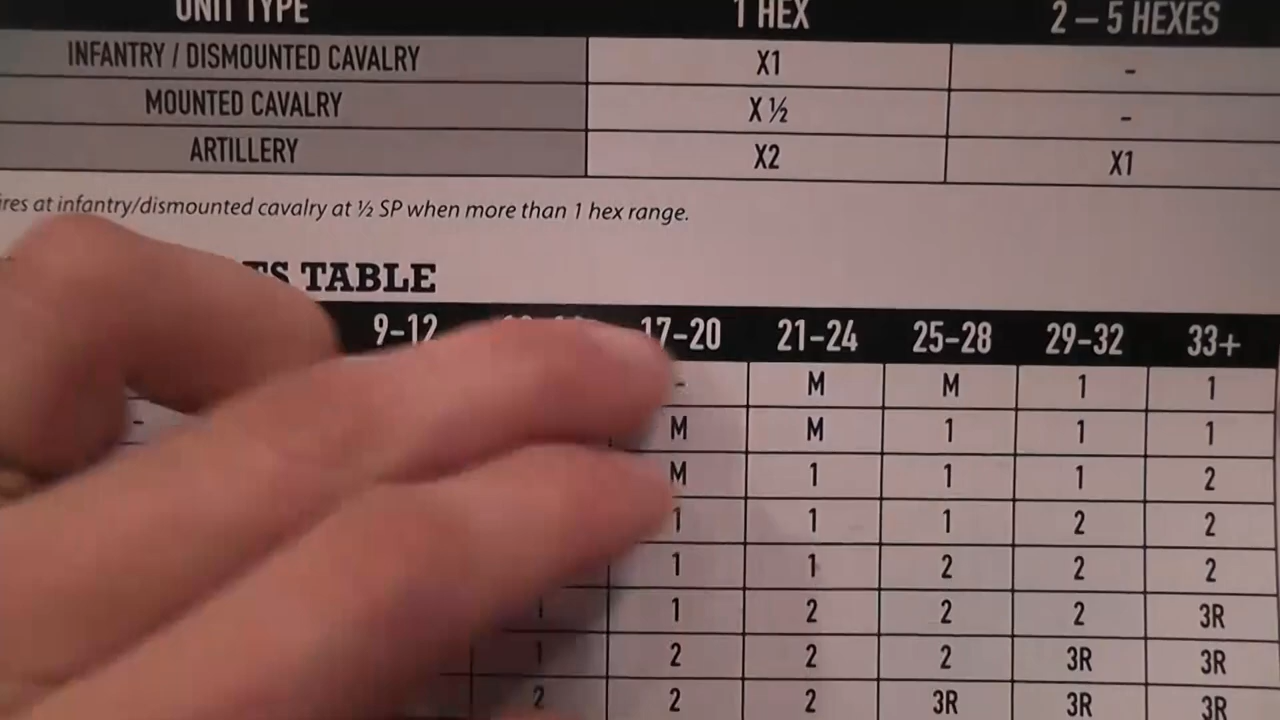 UNIT TYPE 1 HEX 2 – 5 HEXES
INFANTRY / DISMOUNTED CAVALRY X1 -
MOUNTED CAVALRY X ½ -
ARTILLERY X2 X1
at infantry/dismounted cavalry at ½ SP when more than 1 hex range.
TABLE
9-12 17-20 21-24 25-28 29-32 33+
- M M 1 1
- M M 1 1 1
M 1 1 1 2
1 1 1 2 2
1 1 2 2 2
1 1 2 2 2 3R
1 2 2 2 3R 3R
2 2 2 3R 3R 3R